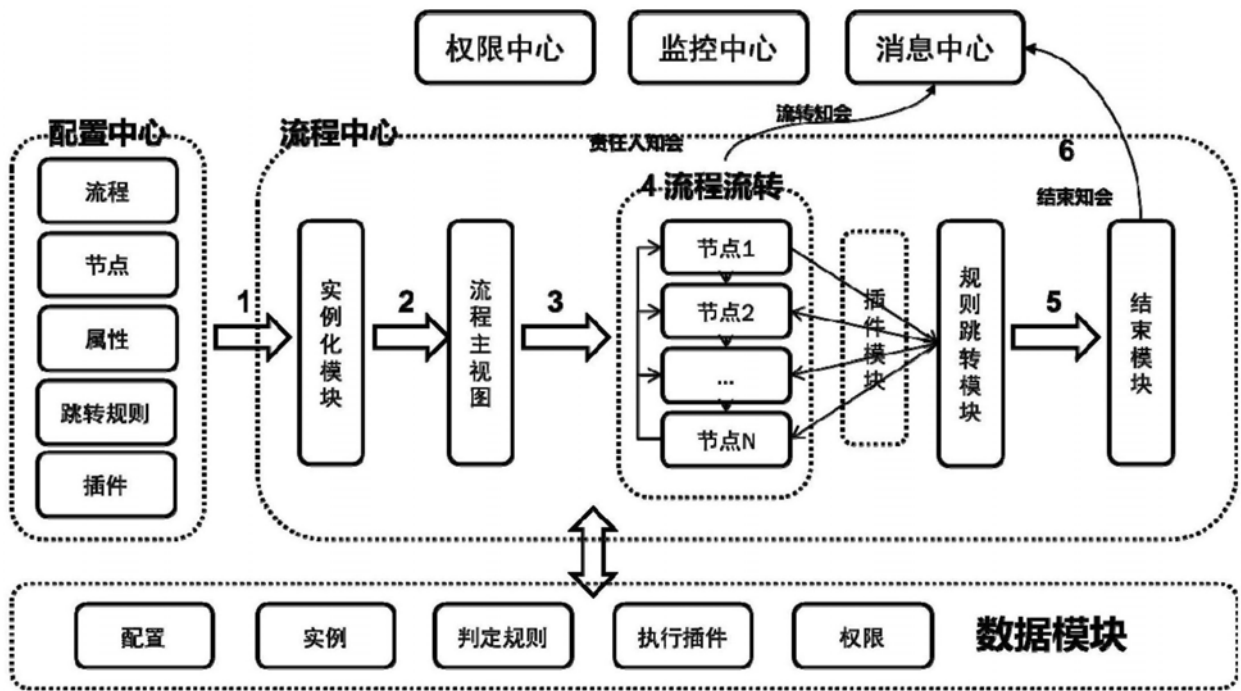 权限中心
监控中心
消息中心
流转知会
责任人知会
配置中心
流程
节点
属性
跳转规则
插件
流程中心
1
实例化模块
2
流程主视图
3
4 流程流转
节点1
节点2
...
节点N
插件模块
规则跳转模块
5
结束模块
6
结束知会
配置
实例
判定规则
执行插件
权限
数据模块